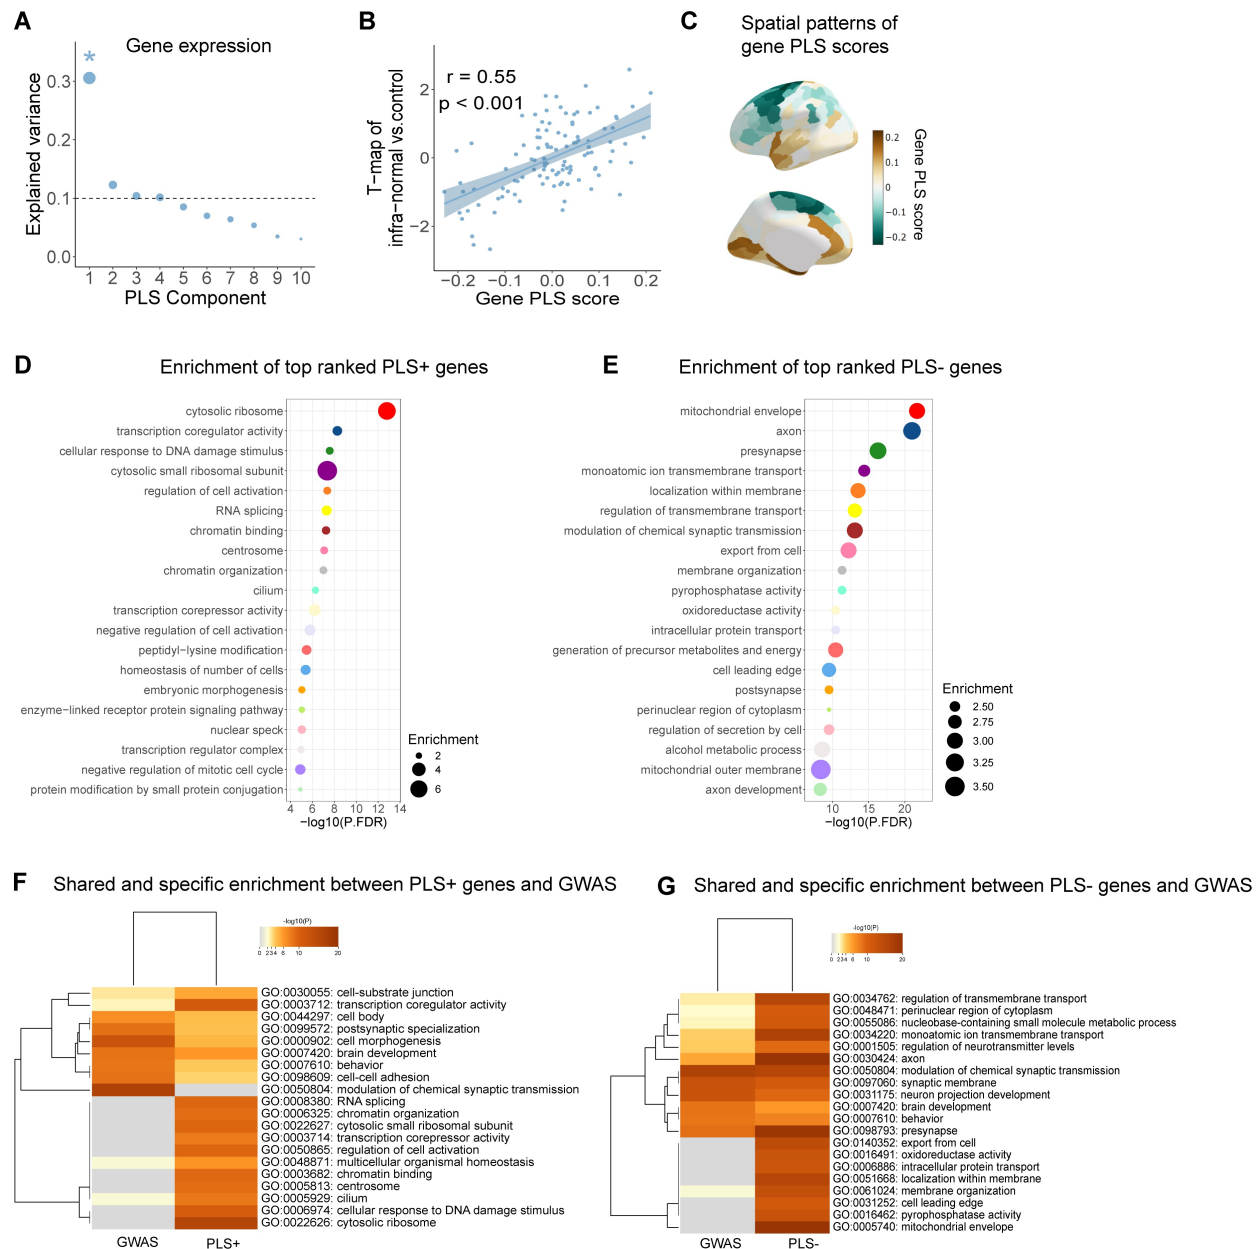 A
Gene expression
*
Explained variance
0.3
0.2
0.1
0.0
1 2 3 4 5 6 7 8 9 10
PLS Component
B
r = 0.55
p < 0.001
T−map of
infra−normal vs.control
2
0
−2
−0.2 −0.1 0.0 0.1 0.2
Gene PLS score
C
Spatial patterns of
gene PLS scores
0.2
0.1
0
−0.1
−0.2
Gene PLS score
D
Enrichment of top ranked PLS+ genes
cytosolic ribosome
transcription coregulator activity
cellular response to DNA damage stimulus
cytosolic small ribosomal subunit
regulation of cell activation
RNA splicing
chromatin binding
centrosome
chromatin organization
cilium
transcription corepressor activity
negative regulation of cell activation
peptidyl−lysine modification
homeostasis of number of cells
embryonic morphogenesis
enzyme−linked receptor protein signaling pathway
nuclear speck
transcription regulator complex
negative regulation of mitotic cell cycle
protein modification by small protein conjugation
4 6 8 10 12 14
−log10(P.FDR)
Enrichment
2
4
6
E
Enrichment of top ranked PLS- genes
mitochondrial envelope
axon
presynapse
monoatomic ion transmembrane transport
localization within membrane
regulation of transmembrane transport
modulation of chemical synaptic transmission
export from cell
membrane organization
pyrophosphatase activity
oxidoreductase activity
intracellular protein transport
generation of precursor metabolites and energy
cell leading edge
postsynapse
perinuclear region of cytoplasm
regulation of secretion by cell
alcohol metabolic process
mitochondrial outer membrane
axon development
10 15 20
−log10(P.FDR)
Enrichment
2.50
2.75
3.00
3.25
3.50
F
Shared and specific enrichment between PLS+ genes and GWAS
-log10(P)
0 2 3 4 6 10 20
GO:0030055: cell-substrate junction
GO:0003712: transcription coregulator activity
GO:0044297: cell body
GO:0099572: postsynaptic specialization
GO:0000902: cell morphogenesis
GO:0007420: brain development
GO:0007610: behavior
GO:0098609: cell-cell adhesion
GO:0050804: modulation of chemical synaptic transmission
GO:0008380: RNA splicing
GO:0006325: chromatin organization
GO:0022627: cytosolic small ribosomal subunit
GO:0003714: transcription corepressor activity
GO:0050865: regulation of cell activation
GO:0048871: multicellular organismal homeostasis
GO:0003682: chromatin binding
GO:0005813: centrosome
GO:0005929: cilium
GO:0006974: cellular response to DNA damage stimulus
GO:0022626: cytosolic ribosome
GWAS PLS+
G
Shared and specific enrichment between PLS- genes and GWAS
-log10(P)
0 2 3 4 6 10 20
GO:0034762: regulation of transmembrane transport
GO:0048471: perinuclear region of cytoplasm
GO:0055086: nucleobase-containing small molecule metabolic process
GO:0034220: monoatomic ion transmembrane transport
GO:0001505: regulation of neurotransmitter levels
GO:0030424: axon
GO:0050804: modulation of chemical synaptic transmission
GO:0097060: synaptic membrane
GO:0031175: neuron projection development
GO:0007420: brain development
GO:0007610: behavior
GO:0098793: presynapse
GO:0140352: export from cell
GO:0016491: oxidoreductase activity
GO:0006886: intracellular protein transport
GO:0051668: localization within membrane
GO:0061024: membrane organization
GO:0031252: cell leading edge
GO:0016462: pyrophosphatase activity
GO:0005740: mitochondrial envelope
GWAS PLS-